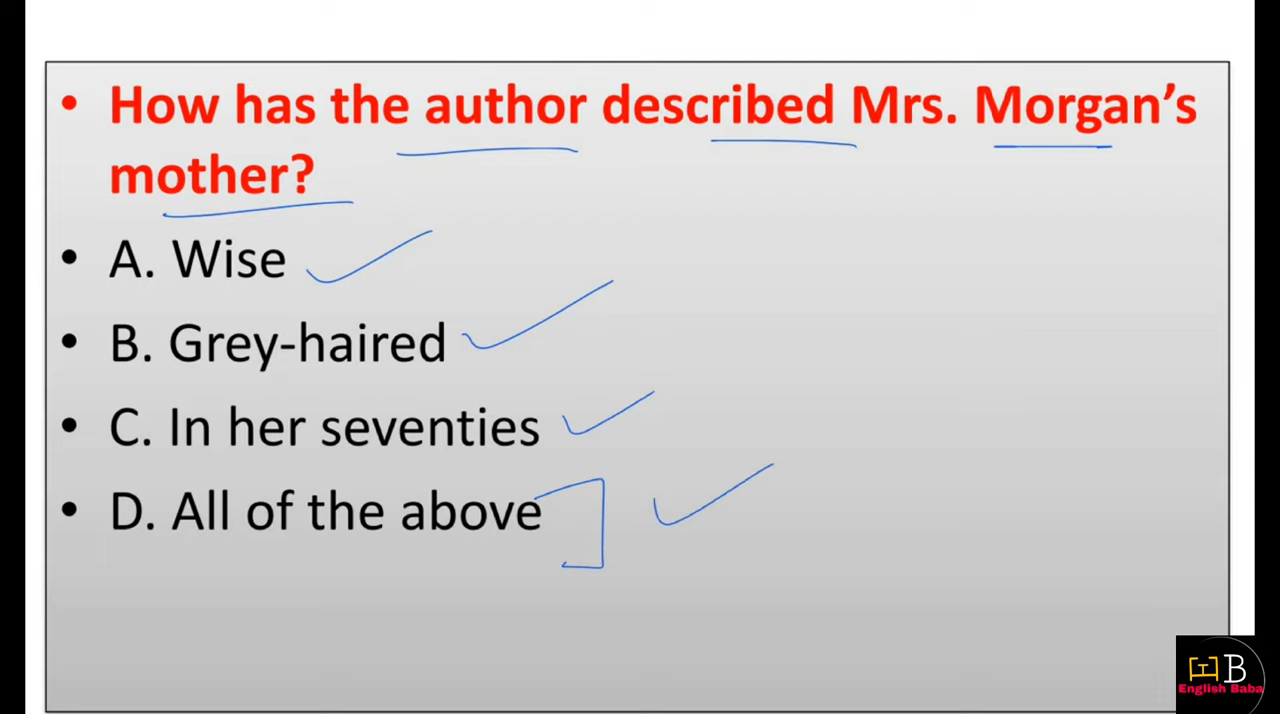 • How has the author described Mrs. Morgan's
mother?
• A. Wise
• B. Grey-haired
• C. In her seventies
• D. All of the above
B
English Baba